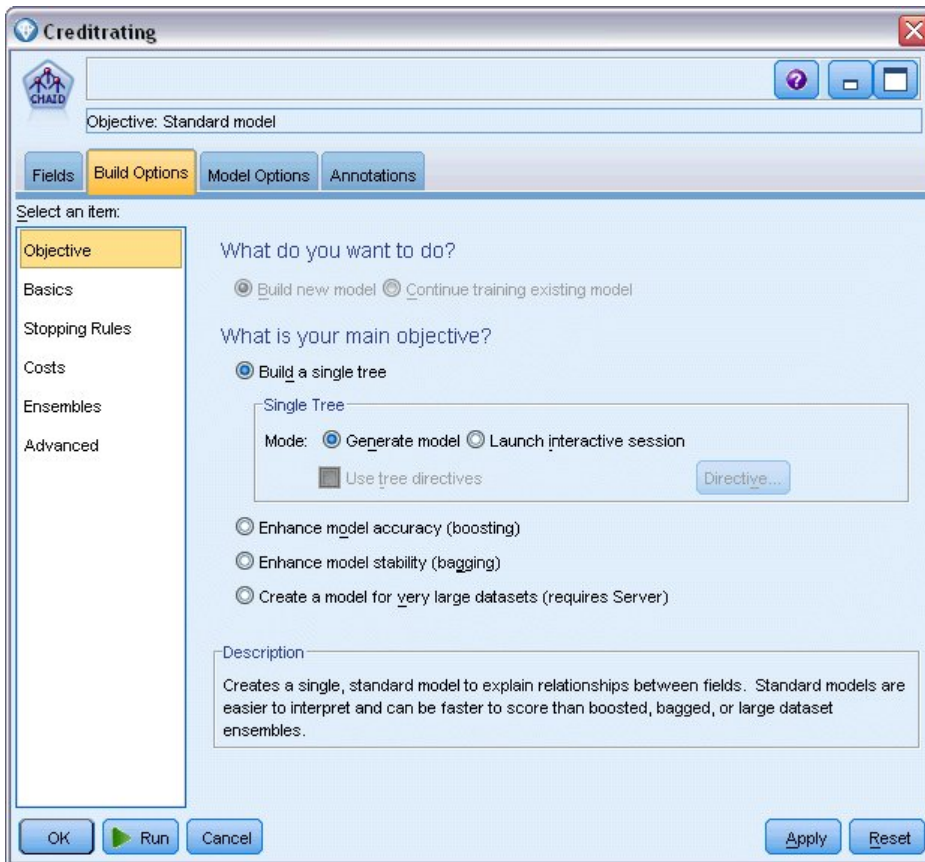 Creditrating
CHAID
?
Objective: Standard model
Fields Build Options Model Options Annotations
Select an item:
Objective
Basics
Stopping Rules
Costs
Ensembles
Advanced
What do you want to do?
Build new model Continue training existing model
What is your main objective?
Build a single tree
Single Tree
Mode: Generate model Launch interactive session
Use tree directives Directive...
Enhance model accuracy (boosting)
Enhance model stability (bagging)
Create a model for very large datasets (requires Server)
Description
Creates a single, standard model to explain relationships between fields. Standard models are
easier to interpret and can be faster to score than boosted, bagged, or large dataset
ensembles.
OK Run Cancel Apply Reset